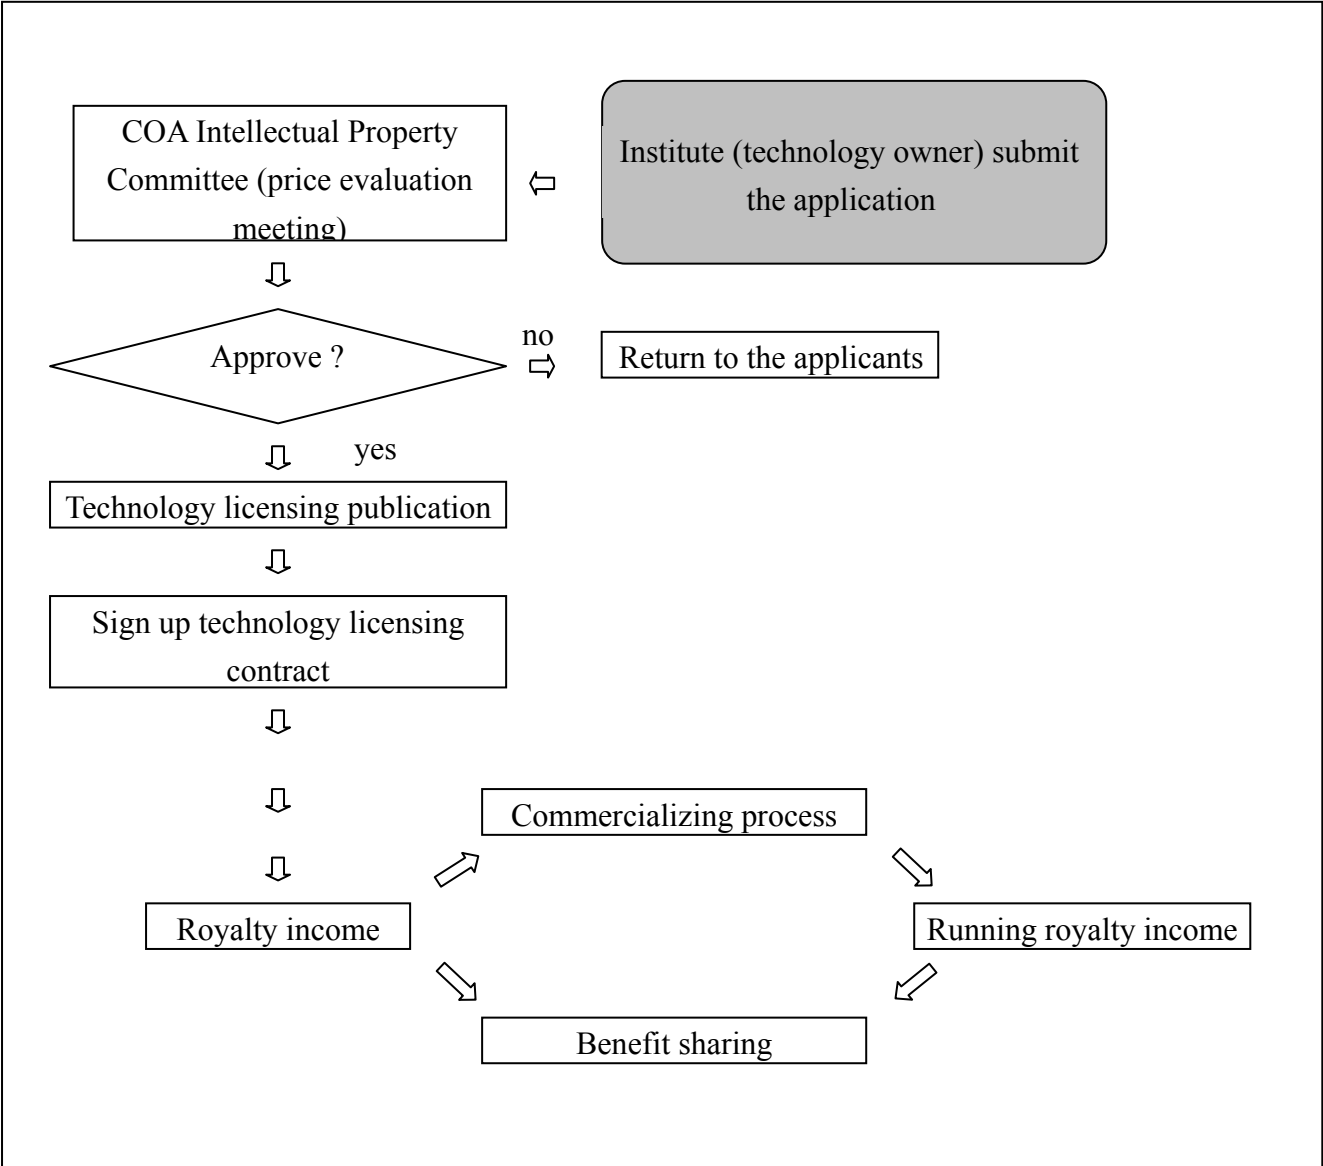 COA Intellectual Property
Committee (price evaluation
meeting)
Institute (technology owner) submit
the application
Approve ?
no
Return to the applicants
yes
Technology licensing publication
Sign up technology licensing
contract
Commercializing process
Royalty income
Running royalty income
Benefit sharing